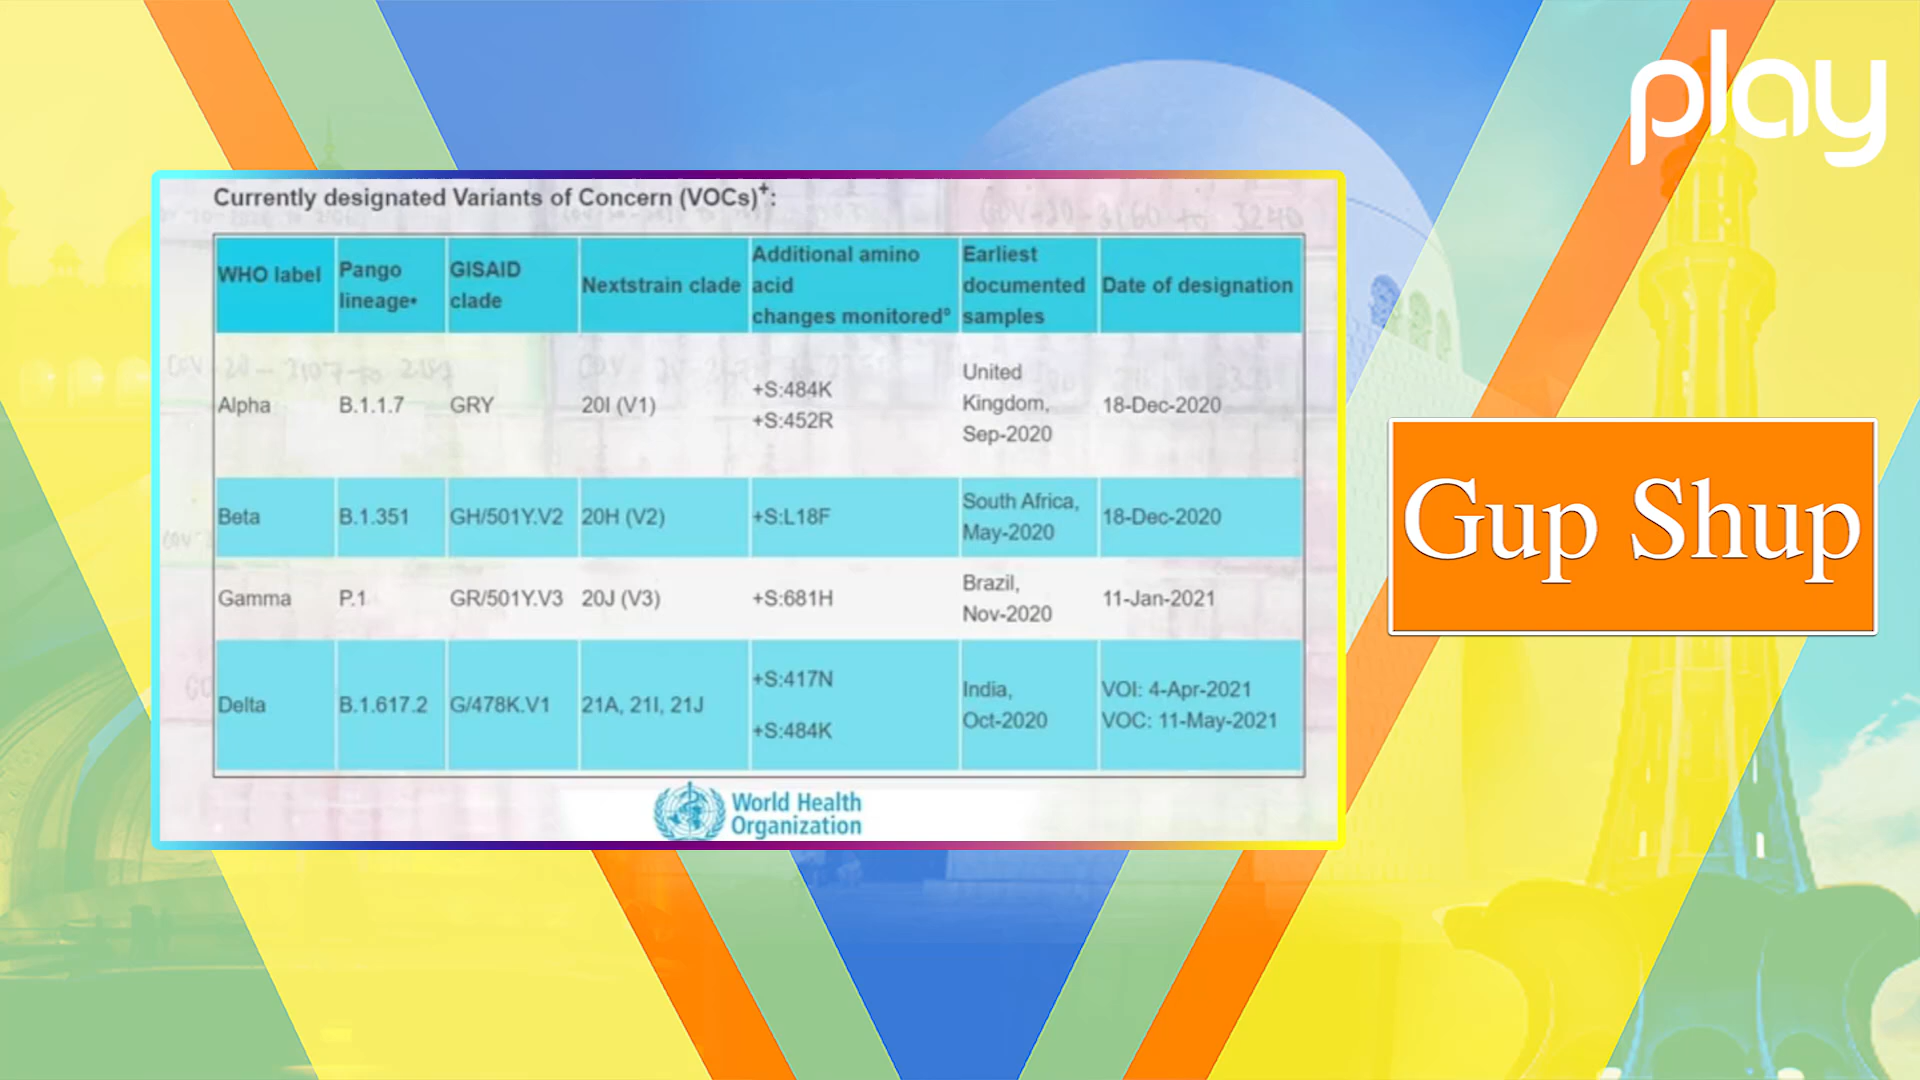 play
Currently designated Variants of Concern (VOCs)⁺:
WHO label
Pango
lineage•
GISAID
clade
Nextstrain clade
Additional amino
acid
changes monitored°
Earliest
documented
samples
Date of designation
Alpha
B.1.1.7
GRY
20I (V1)
+S:484K
+S:452R
United
Kingdom,
Sep-2020
18-Dec-2020
Beta
B.1.351
GH/501Y.V2
20H (V2)
+S:L18F
South Africa,
May-2020
18-Dec-2020
Gamma
P.1
GR/501Y.V3
20J (V3)
+S:681H
Brazil,
Nov-2020
11-Jan-2021
Delta
B.1.617.2
G/478K.V1
21A, 21I, 21J
+S:417N
+S:484K
India,
Oct-2020
VOI: 4-Apr-2021
VOC: 11-May-2021
World Health
Organization
Gup Shup